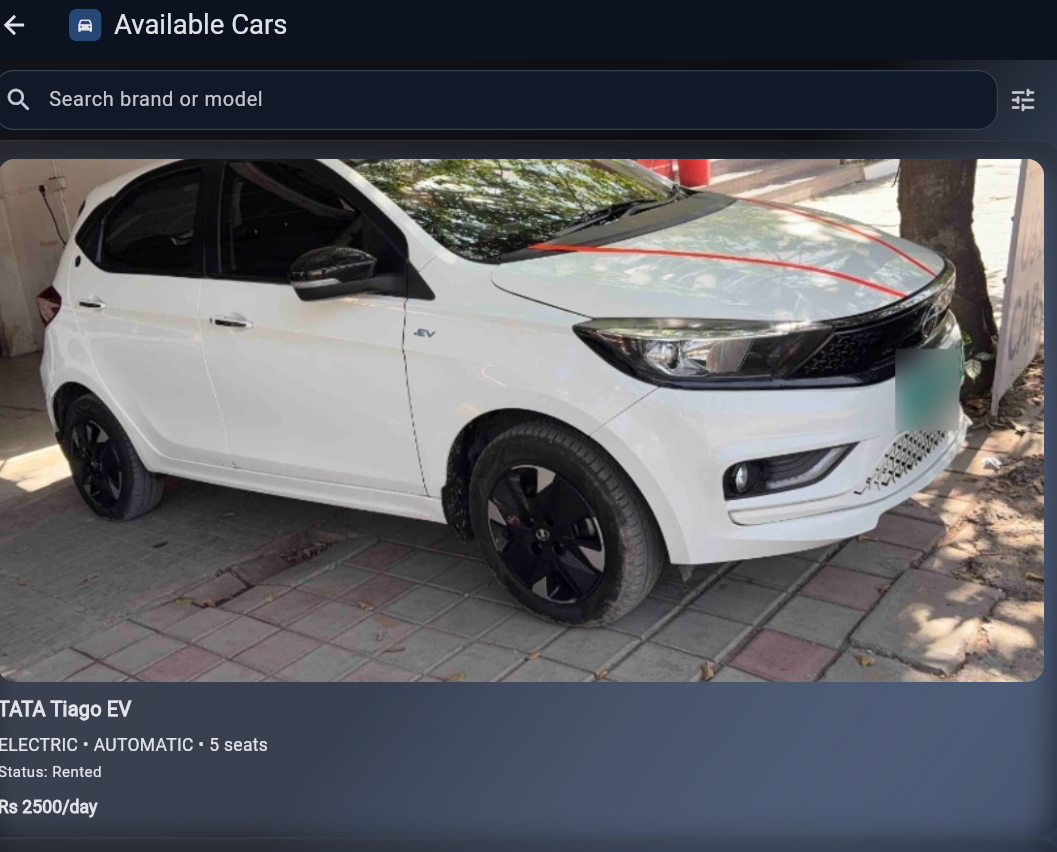 Available Cars
Search brand or model
.EV
TATA Tiago EV
ELECTRIC • AUTOMATIC • 5 seats
Status: Rented
Rs 2500/day